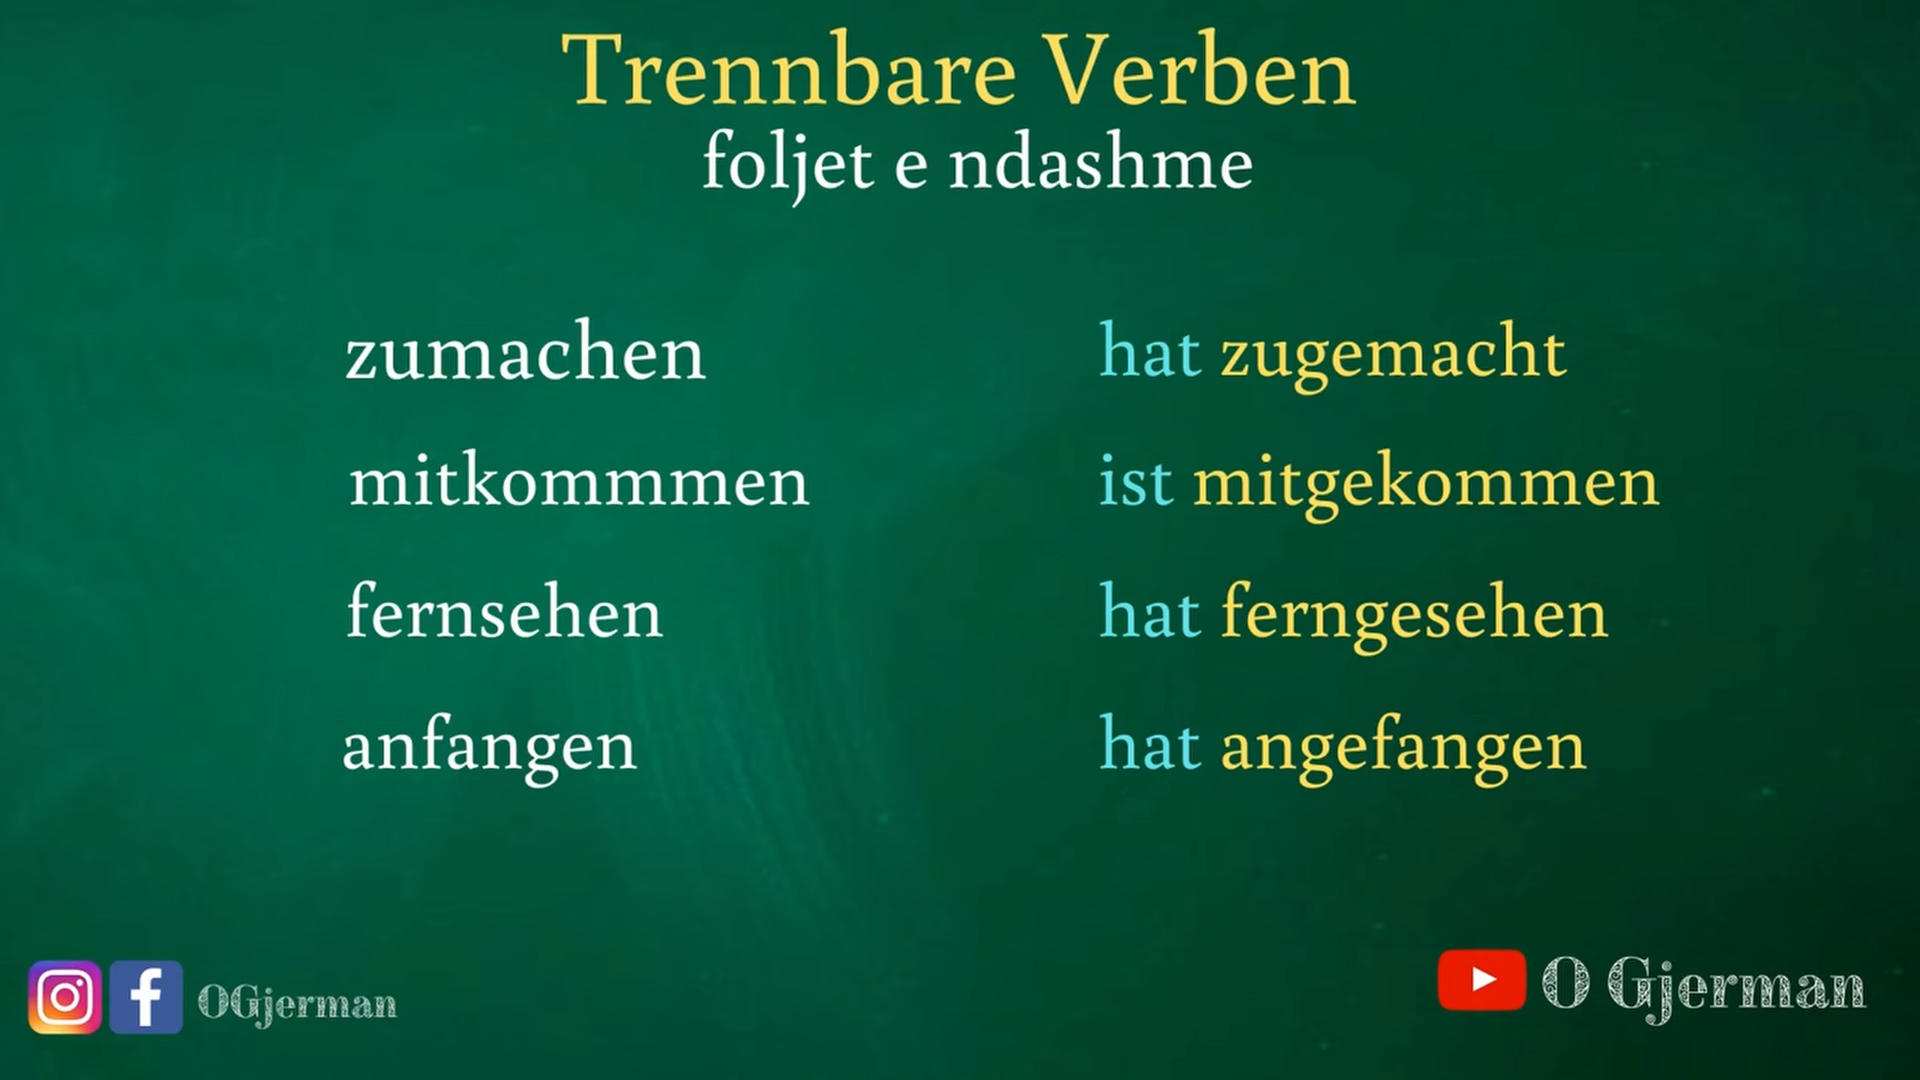 Trennbare Verben
foljet e ndashme
zumachen hat zugemacht
mitkommmen ist mitgekommen
fernsehen hat ferngesehen
anfangen hat angefangen
OGjerman
O Gjerman